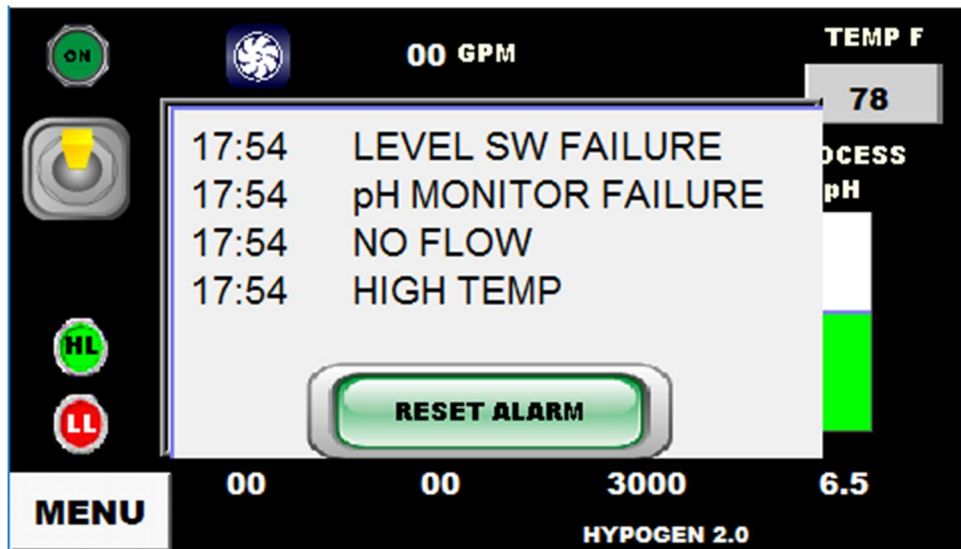 ON
00 GPM
TEMP F
78
17:54 LEVEL SW FAILURE
17:54 pH MONITOR FAILURE
17:54 NO FLOW
17:54 HIGH TEMP
OCESS
pH
HL
RESET ALARM
LL
00 00 3000 6.5
MENU
HYPOGEN 2.0